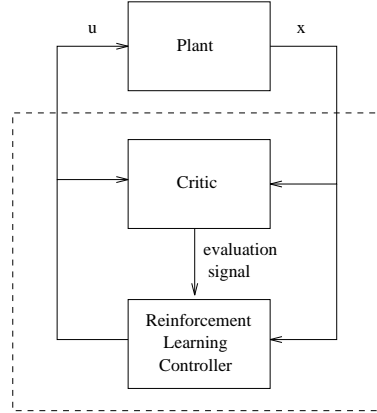 u
Plant
x
Critic
evaluation
signal
Reinforcement
Learning
Controller